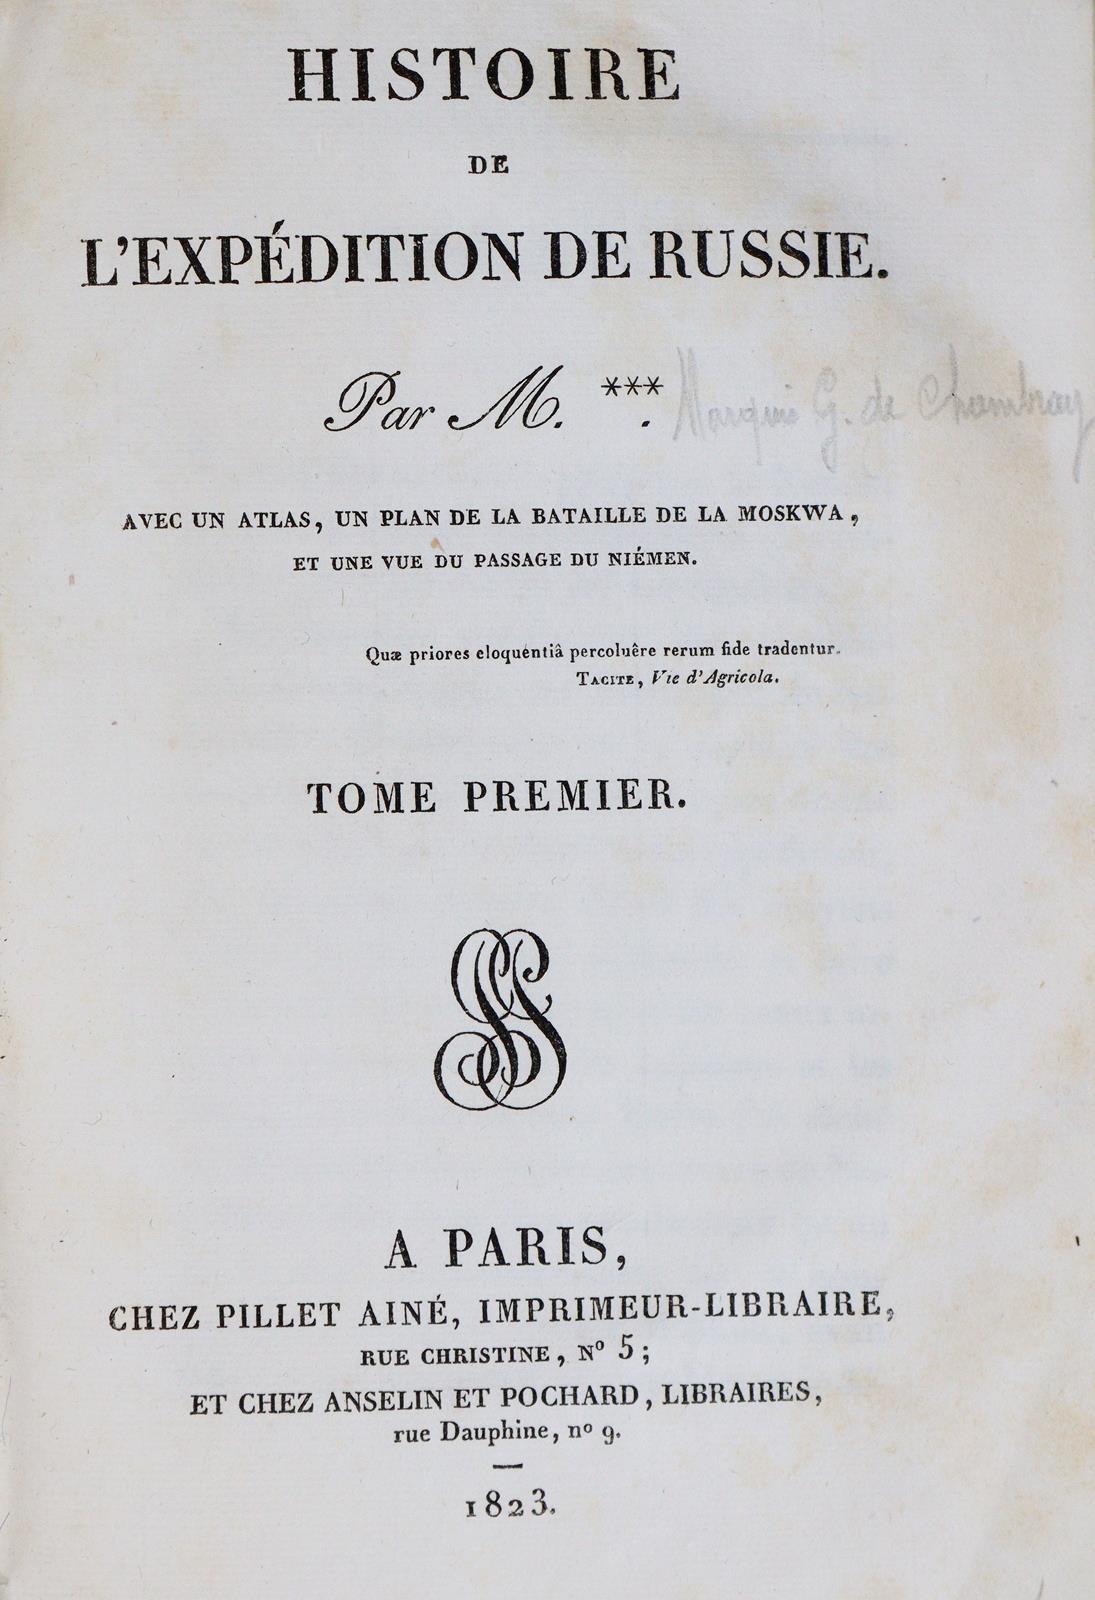 HISTOIRE
DE
L'EXPÉDITION DE RUSSIE.
Par M. ***. Marquis G. de Chambray
AVEC UN ATLAS, UN PLAN DE LA BATAILLE DE LA MOSKWA,
ET UNE VUE DU PASSAGE DU NIÉMEN.
Quæ priores eloquentiâ percoluêre rerum fide tradentur.
TACITE, Vie d'Agricola.
TOME PREMIER.
A PARIS,
CHEZ PILLET AINÉ, IMPRIMEUR-LIBRAIRE,
RUE CHRISTINE, Nº 5;
ET CHEZ ANSELIN ET POCHARD, LIBRAIRES,
rue Dauphine, nº 9.
1823.